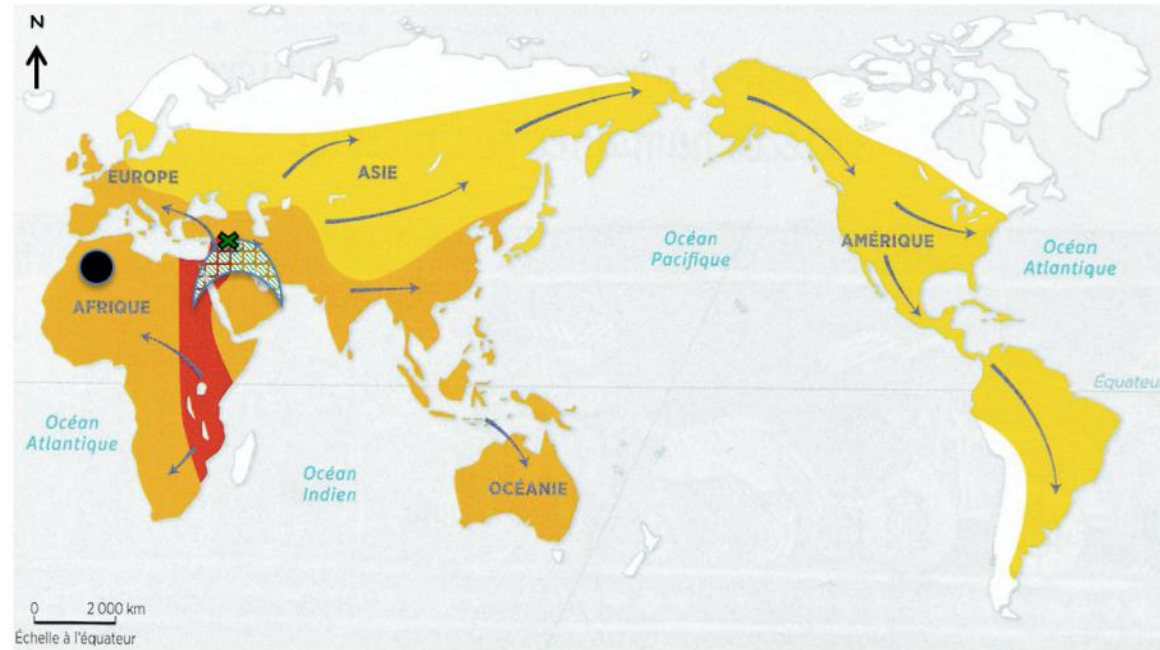 N
EUROPE
ASIE
AFRIQUE
Océan
Pacifique
AMÉRIQUE
Océan
Atlantique
Équateur
Océan
Atlantique
Océan
Indien
OCÉANIE
0 2 000 km
Échelle à l'équateur